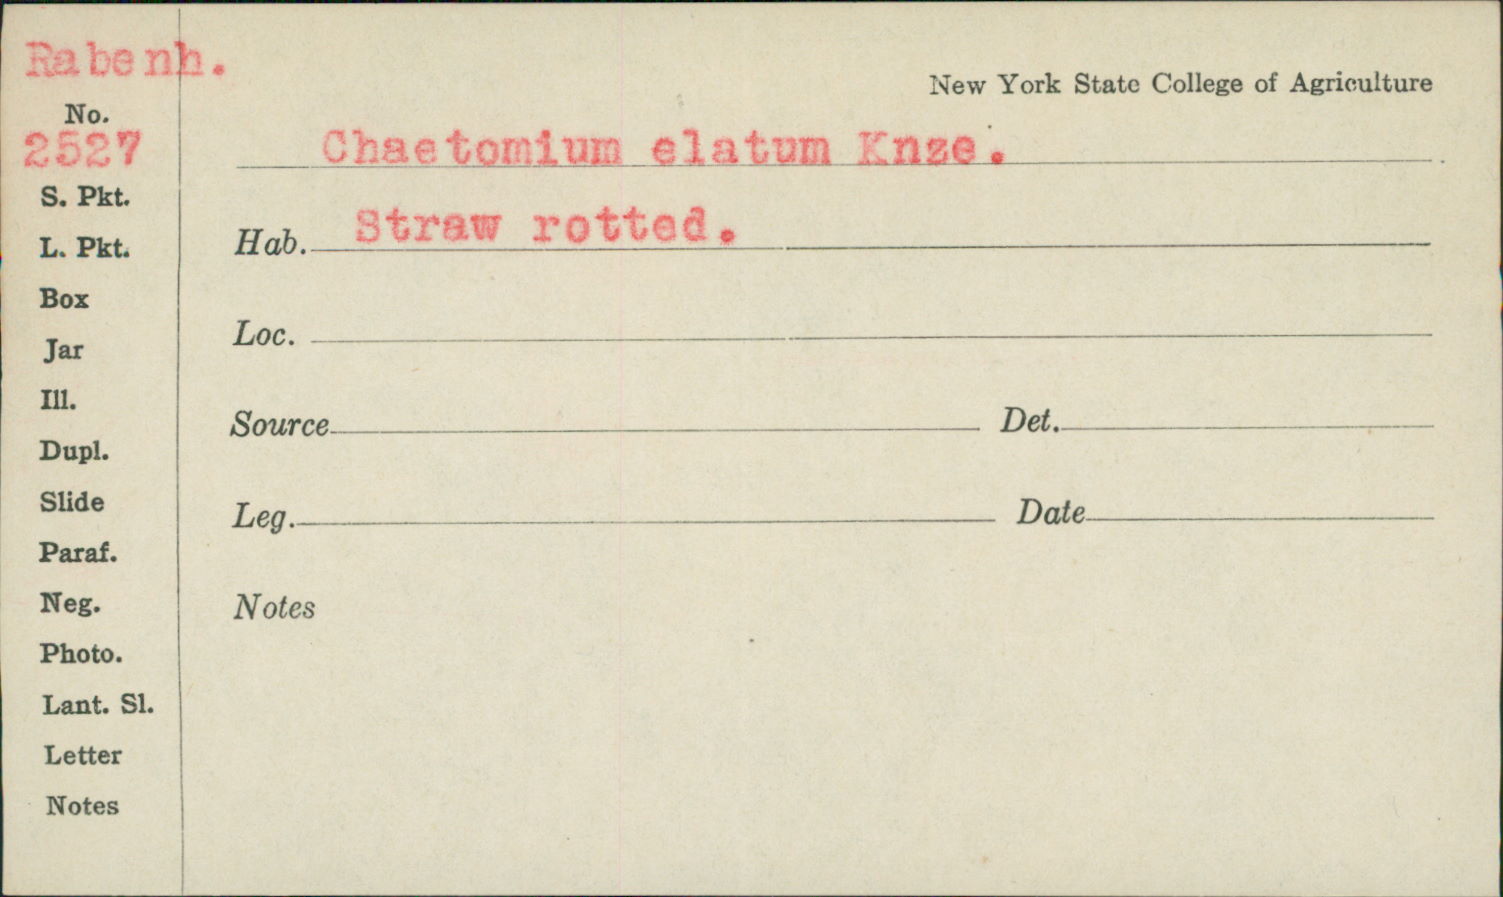 Rabenh.
New York State College of Agriculture
No.
2527
Chaetomium elatum Knze.
S. Pkt.
Hab. Straw rotted.
L. Pkt.
Box
Loc.
Jar
Ill.
Source Det.
Dupl.
Slide
Leg. Date
Paraf.
Neg.
Notes
Photo.
Lant. Sl.
Letter
Notes